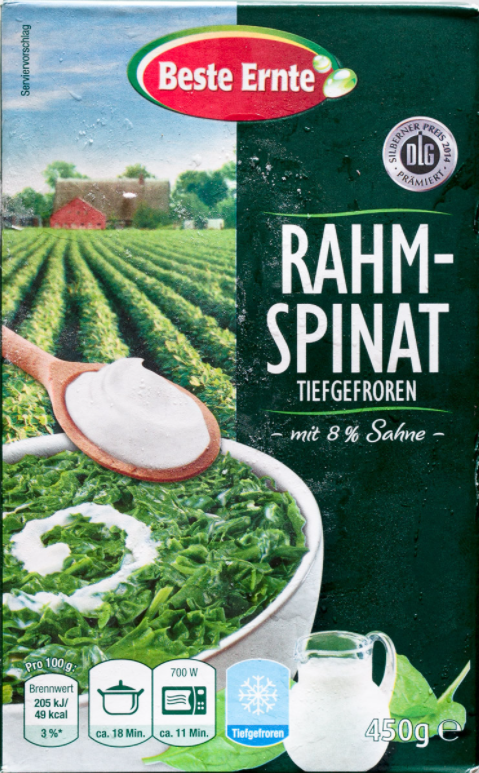 Serviervorschlag
Beste Ernte
SILBERNER PREIS 2014
DLG
PRÄMIERT
RAHM-
SPINAT
TIEFGEFROREN
– mit 8 % Sahne –
Pro 100 g:
Brennwert
205 kJ/
49 kcal
3 %*
ca. 18 Min.
700 W
ca. 11 Min.
Tiefgefroren
450g ℮